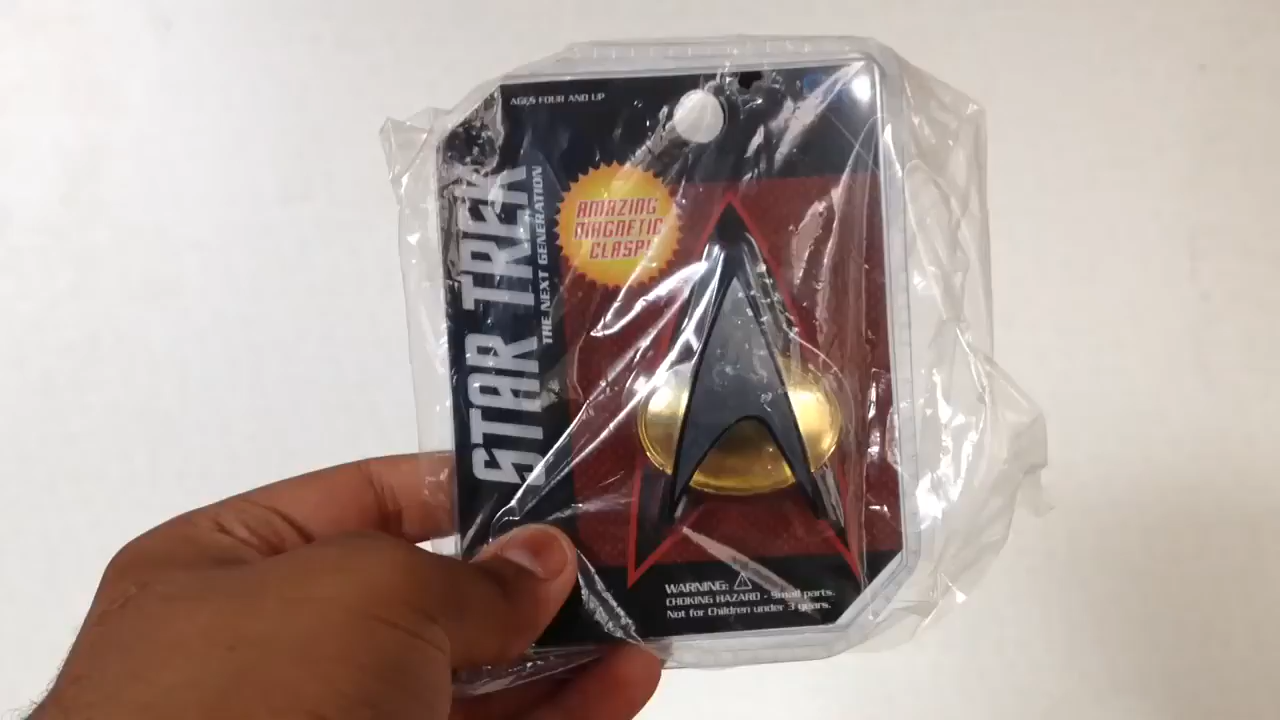 AGES FOUR AND UP
STAR TREK
THE NEXT GENERATION
AMAZING
MAGNETIC
CLASP!
WARNING:
CHOKING HAZARD - Small parts.
Not for Children under 3 years.